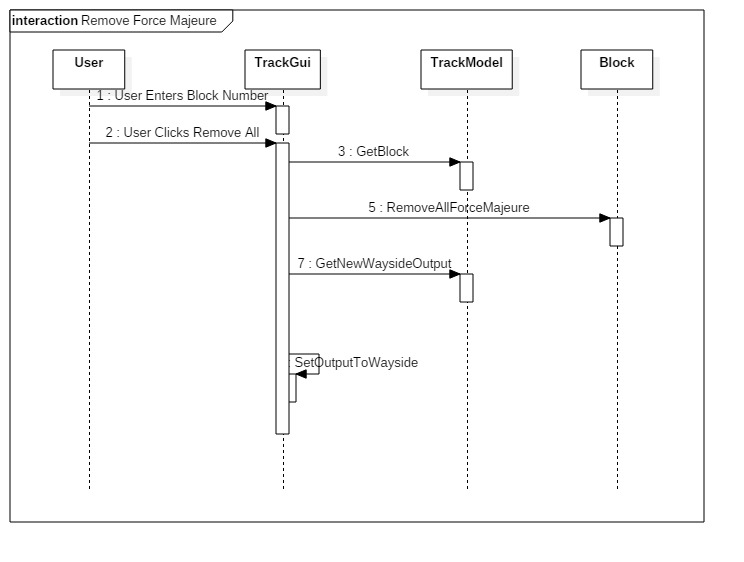 interaction Remove Force Majeure
User
TrackGui
TrackModel
Block
1 : User Enters Block Number
2 : User Clicks Remove All
3 : GetBlock
5 : RemoveAllForceMajeure
7 : GetNewWaysideOutput
: SetOutputToWayside